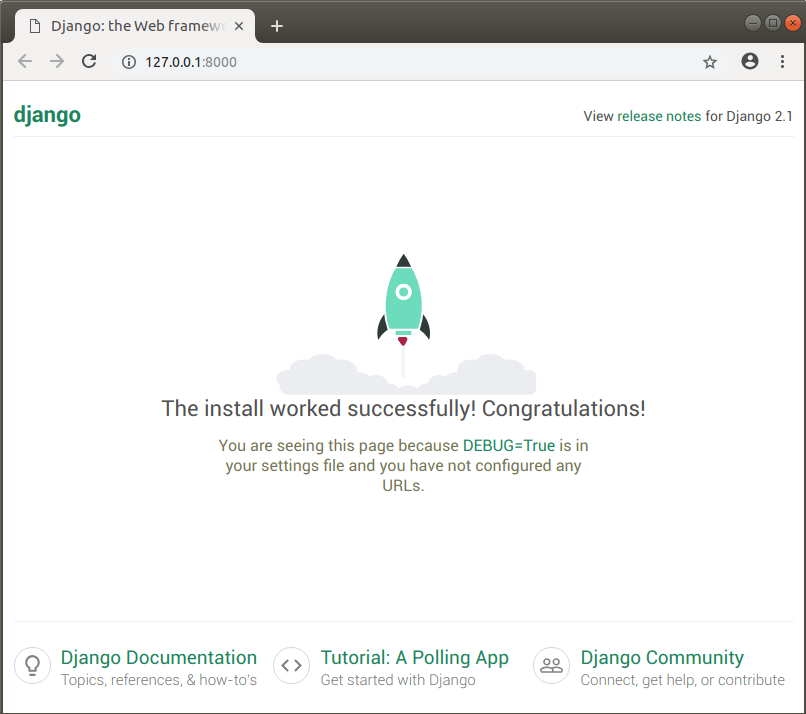 Django: the Web framew
127.0.0.1:8000
django
View release notes for Django 2.1
The install worked successfully! Congratulations!
You are seeing this page because DEBUG=True is in
your settings file and you have not configured any
URLs.
Django Documentation
Topics, references, & how-to's
Tutorial: A Polling App
Get started with Django
Django Community
Connect, get help, or contribute